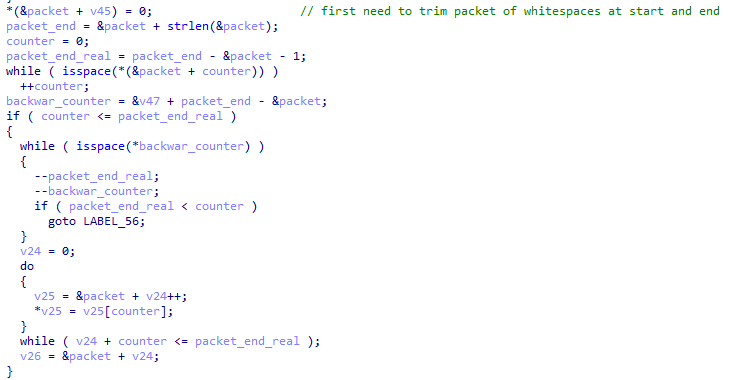 *(&packet + v45) = 0; // first need to trim packet of whitespaces at start and end
packet_end = &packet + strlen(&packet);
counter = 0;
packet_end_real = packet_end - &packet - 1;
while ( isspace(*(&packet + counter)) )
++counter;
backwar_counter = &v47 + packet_end - &packet;
if ( counter <= packet_end_real )
{
while ( isspace(*backwar_counter) )
{
--packet_end_real;
--backwar_counter;
if ( packet_end_real < counter )
goto LABEL_56;
}
v24 = 0;
do
{
v25 = &packet + v24++;
*v25 = v25[counter];
}
while ( v24 + counter <= packet_end_real );
v26 = &packet + v24;
}